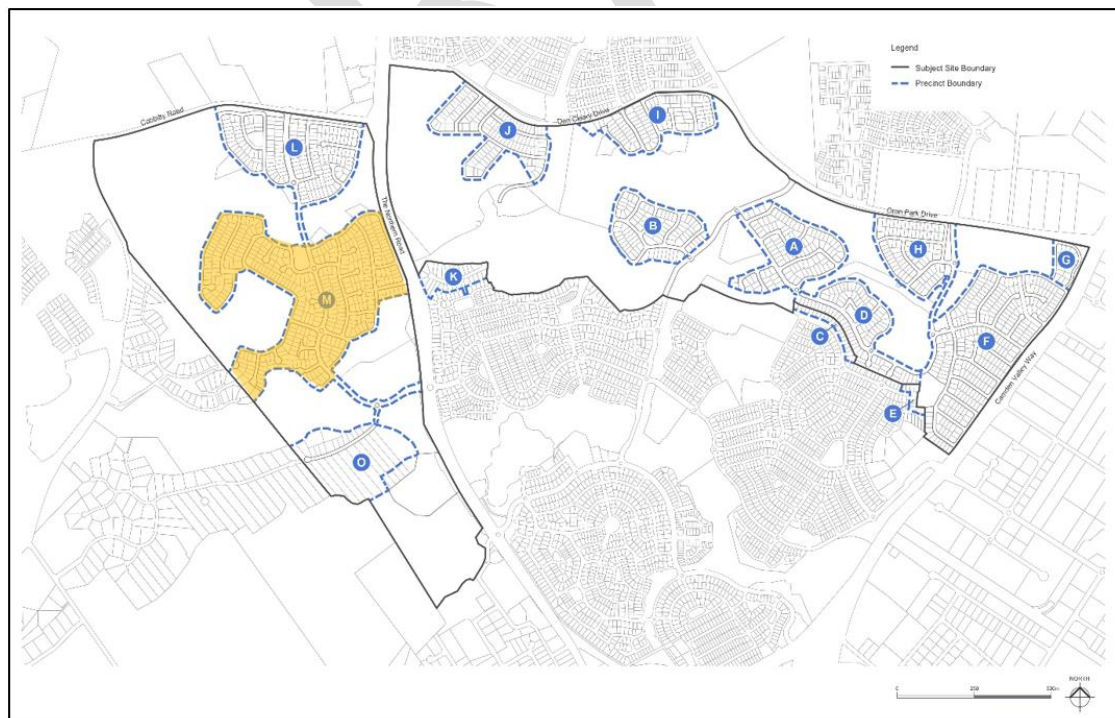 Legend
Subject Site Boundary
Precinct Boundary
Cobbitty Road
Dan Cleary Drive
The Northern Road
Oran Park Drive
Camden Valley Way
L
J
I
B
A
H
G
K
M
D
C
F
E
O
NORTH
0 250 500m